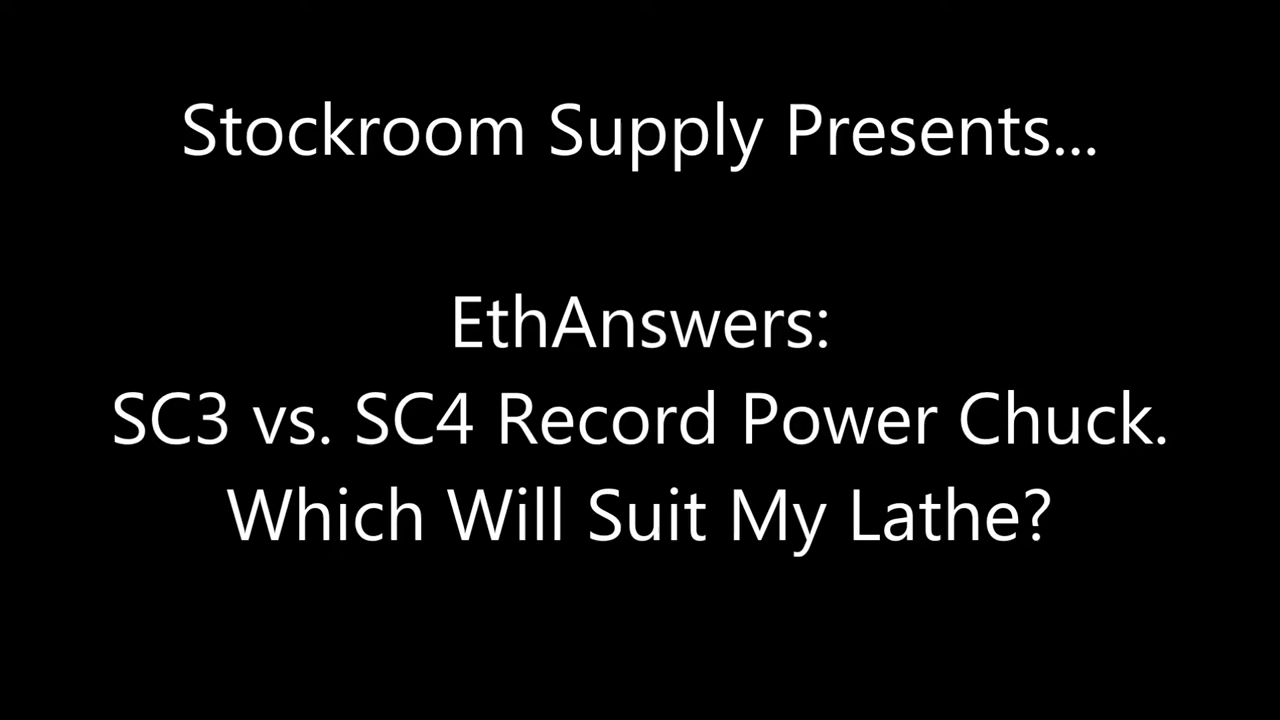 Stockroom Supply Presents...
EthAnswers:
SC3 vs. SC4 Record Power Chuck.
Which Will Suit My Lathe?